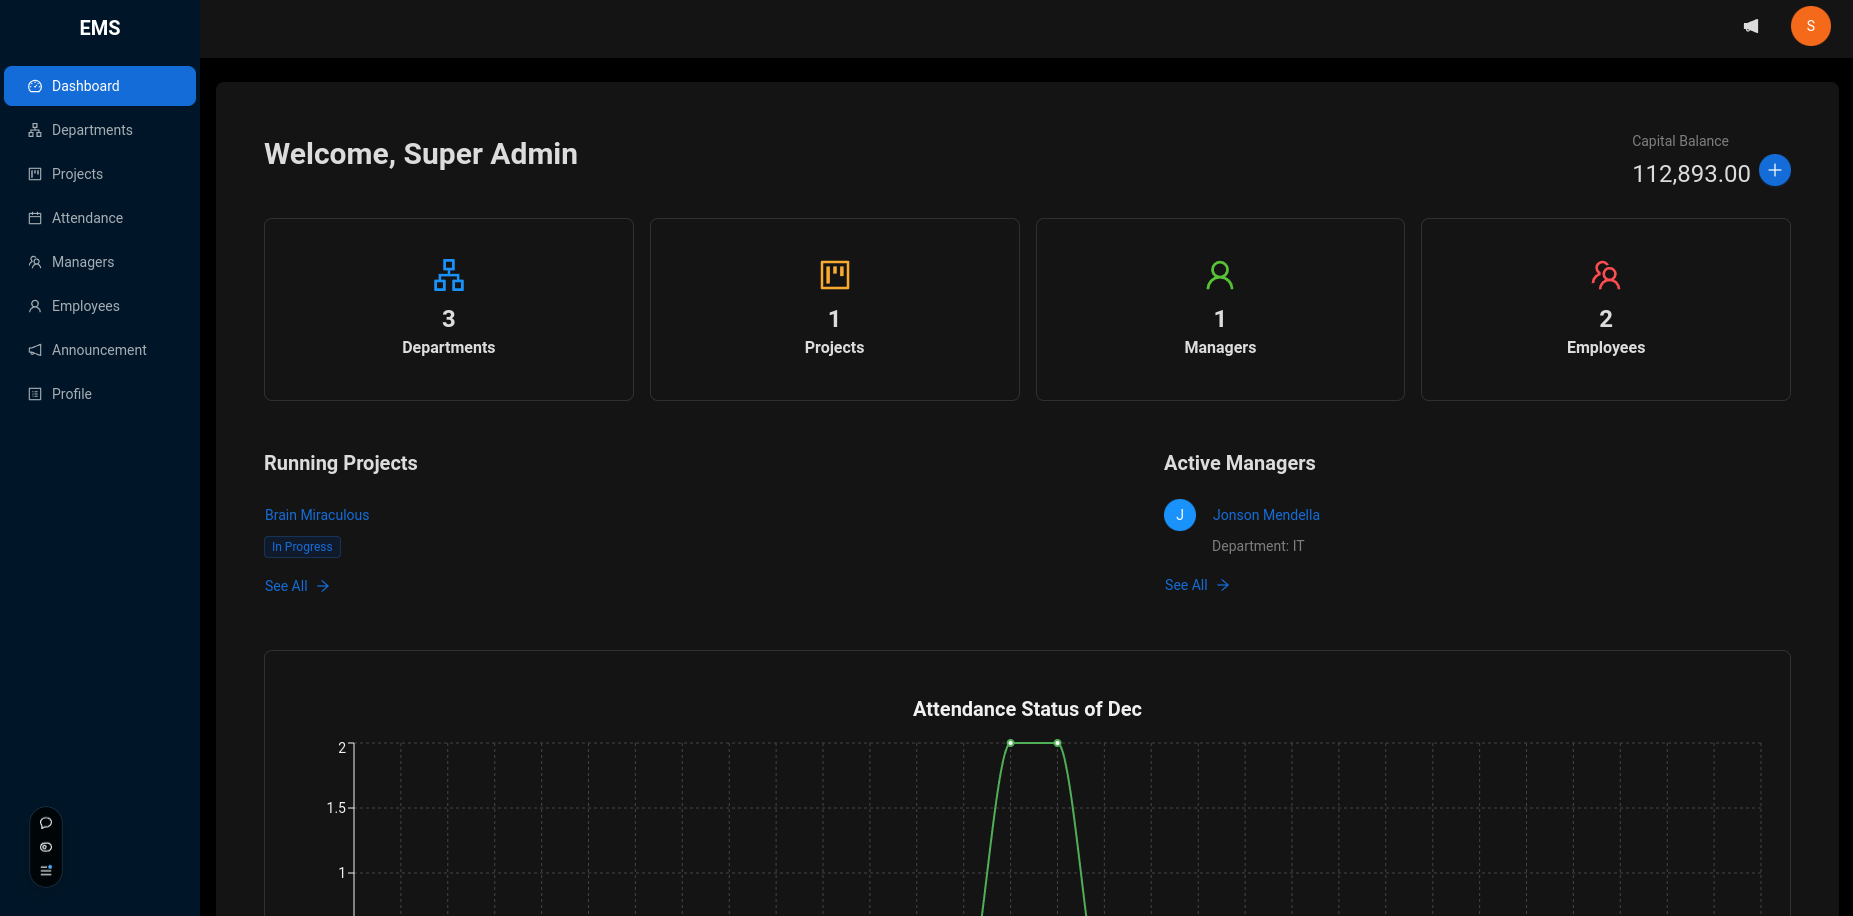 EMS
S
Dashboard
Departments
Projects
Attendance
Managers
Employees
Announcement
Profile
Welcome, Super Admin
Capital Balance
112,893.00
3
Departments
1
Projects
1
Managers
2
Employees
Running Projects
Brain Miraculous
In Progress
See All
Active Managers
J
Jonson Mendella
Department: IT
See All
Attendance Status of Dec
2
1.5
1